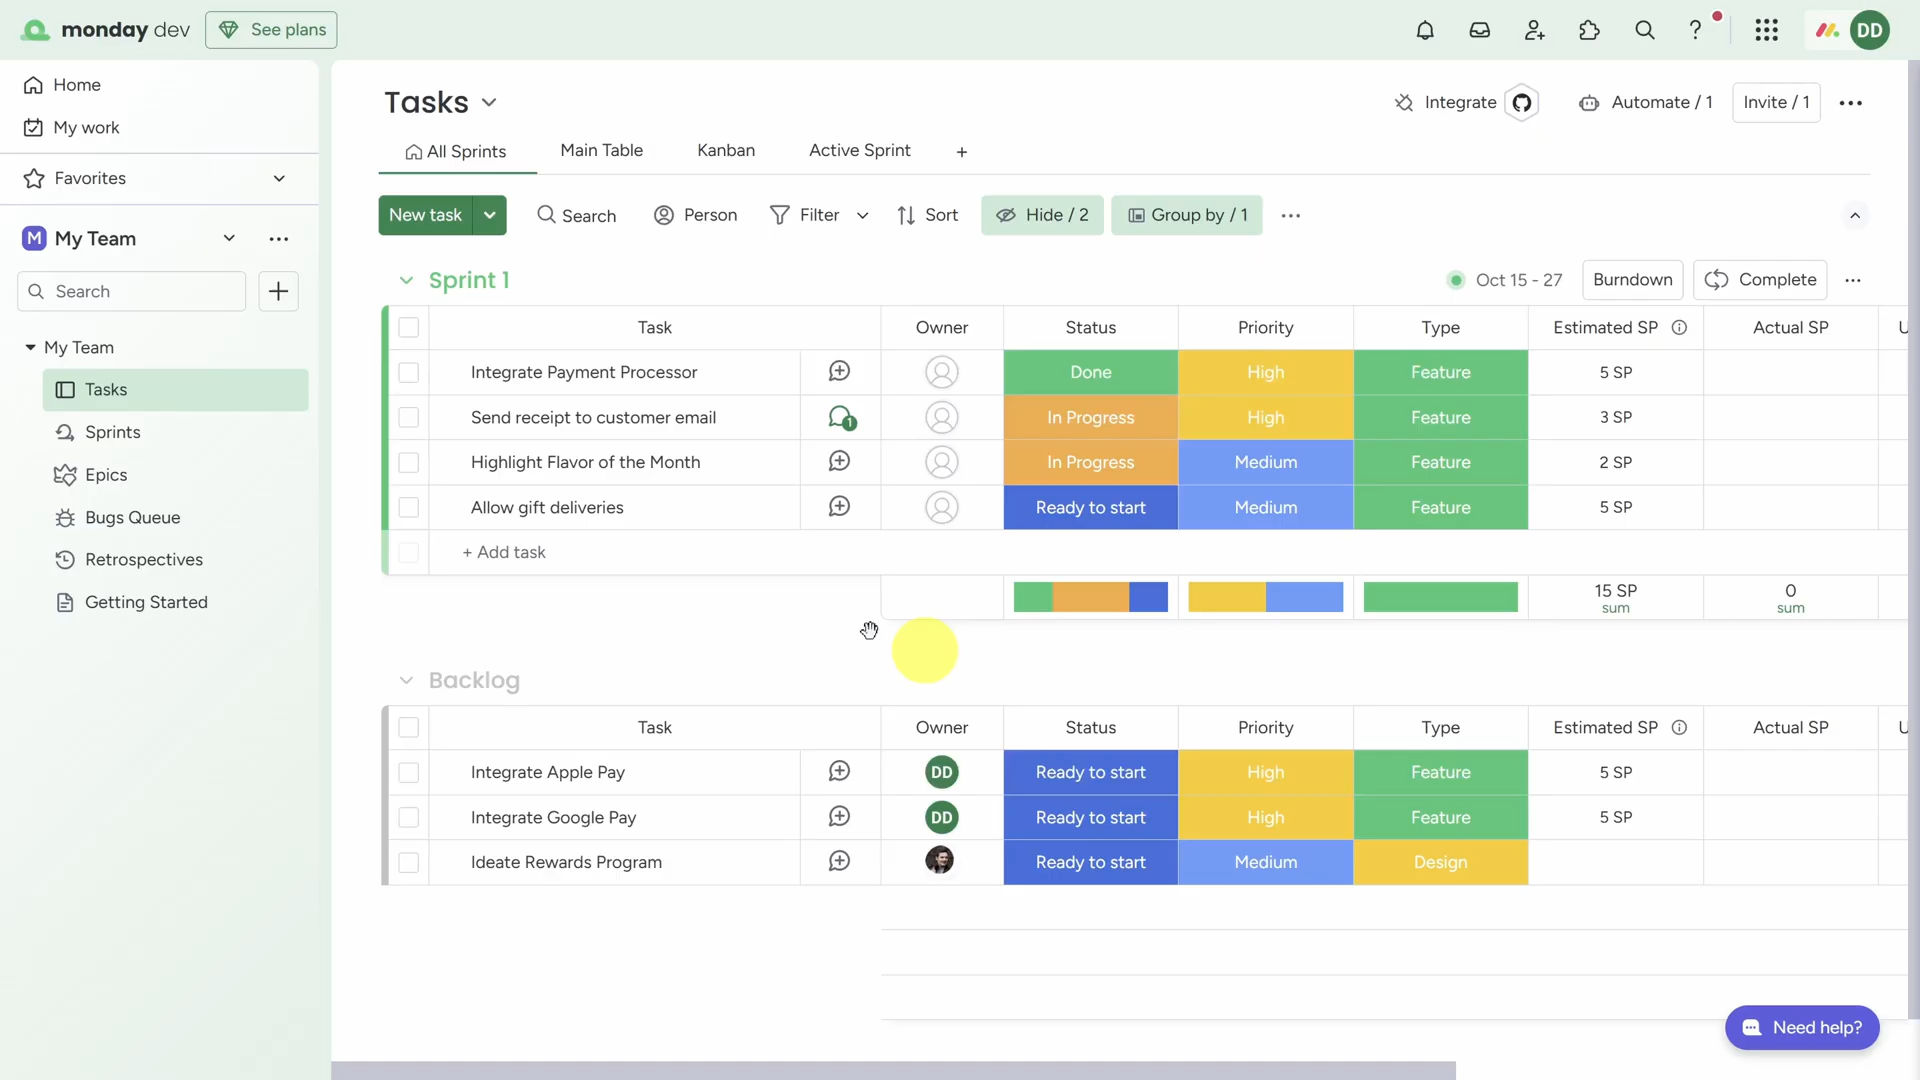 monday dev
See plans
DD
Home
My work
Favorites
M My Team
Search
My Team
Tasks
Sprints
Epics
Bugs Queue
Retrospectives
Getting Started
Tasks
Integrate
Automate / 1
Invite / 1
All Sprints
Main Table
Kanban
Active Sprint
+
New task
Search
Person
Filter
Sort
Hide / 2
Group by / 1
Sprint 1
Oct 15 - 27
Burndown
Complete
Task Owner Status Priority Type Estimated SP Actual SP U
Integrate Payment Processor Done High Feature 5 SP
Send receipt to customer email 1 In Progress High Feature 3 SP
Highlight Flavor of the Month In Progress Medium Feature 2 SP
Allow gift deliveries Ready to start Medium Feature 5 SP
+ Add task
15 SP 0
sum sum
Backlog
Task Owner Status Priority Type Estimated SP Actual SP U
Integrate Apple Pay DD Ready to start High Feature 5 SP
Integrate Google Pay DD Ready to start High Feature 5 SP
Ideate Rewards Program Ready to start Medium Design
Need help?